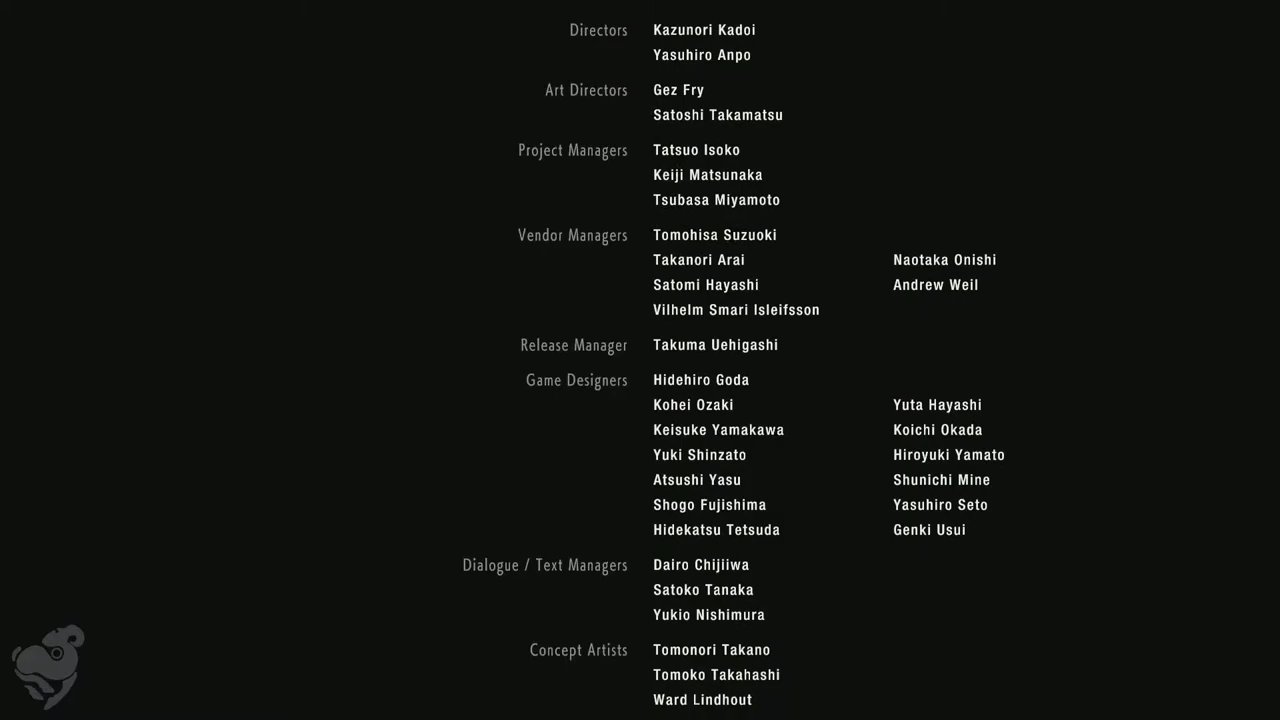 Directors Kazunori Kadoi
Yasuhiro Anpo
Art Directors Gez Fry
Satoshi Takamatsu
Project Managers Tatsuo Isoko
Keiji Matsunaka
Tsubasa Miyamoto
Vendor Managers Tomohisa Suzuoki
Takanori Arai Naotaka Onishi
Satomi Hayashi Andrew Weil
Vilhelm Smari Isleifsson
Release Manager Takuma Uehigashi
Game Designers Hidehiro Goda
Kohei Ozaki Yuta Hayashi
Keisuke Yamakawa Koichi Okada
Yuki Shinzato Hiroyuki Yamato
Atsushi Yasu Shunichi Mine
Shogo Fujishima Yasuhiro Seto
Hidekatsu Tetsuda Genki Usui
Dialogue / Text Managers Dairo Chijiiwa
Satoko Tanaka
Yukio Nishimura
Concept Artists Tomonori Takano
Tomoko Takahashi
Ward Lindhout